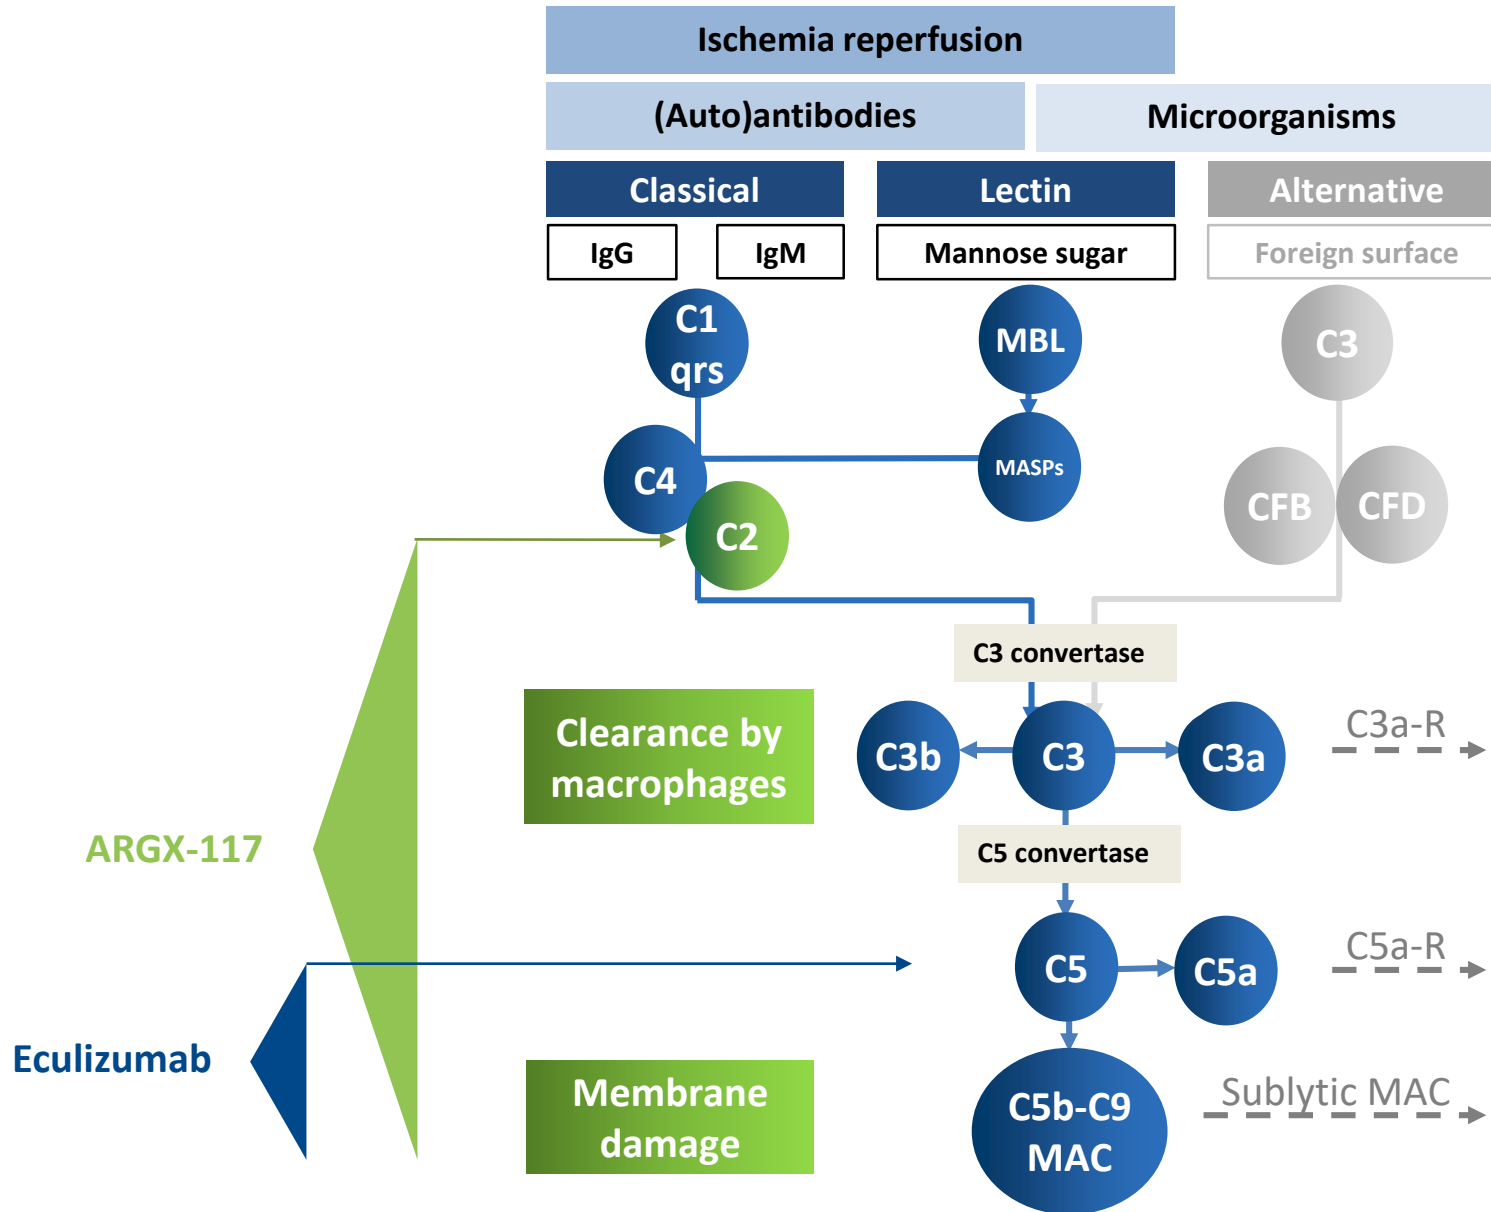 Ischemia reperfusion
(Auto)antibodies
Microorganisms
Classical
Lectin
Alternative
IgG
IgM
Mannose sugar
Foreign surface
C1
qrs
MBL
C3
C4
MASPs
CFB
CFD
C2
C3 convertase
Clearance by
macrophages
C3b
C3
C3a
C3a-R
ARGX-117
C5 convertase
C5
C5a
C5a-R
Eculizumab
Membrane
damage
C5b-C9
MAC
Sublytic MAC